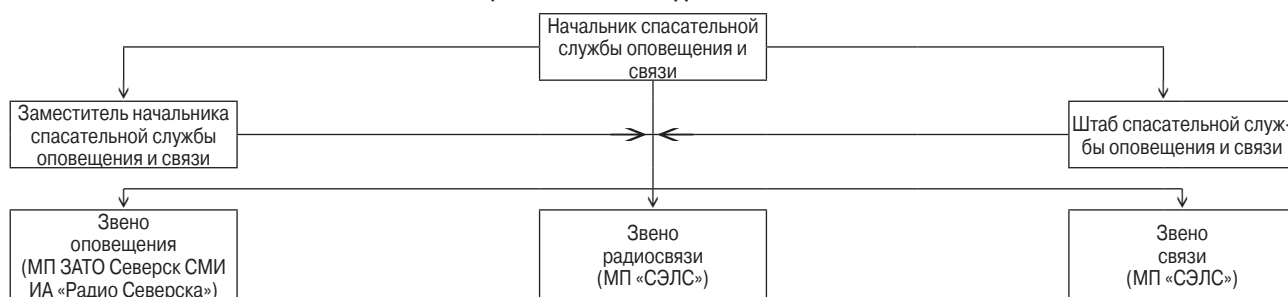 Начальник спасательной
службы оповещения и
связи
Заместитель начальника
спасательной службы
оповещения и связи
Штаб спасательной служ-
бы оповещения и связи
Звено
оповещения
(МП ЗАТО Северск СМИ
ИА «Радио Северска»)
Звено
радиосвязи
(МП «СЭЛС»)
Звено
связи
(МП «СЭЛС»)